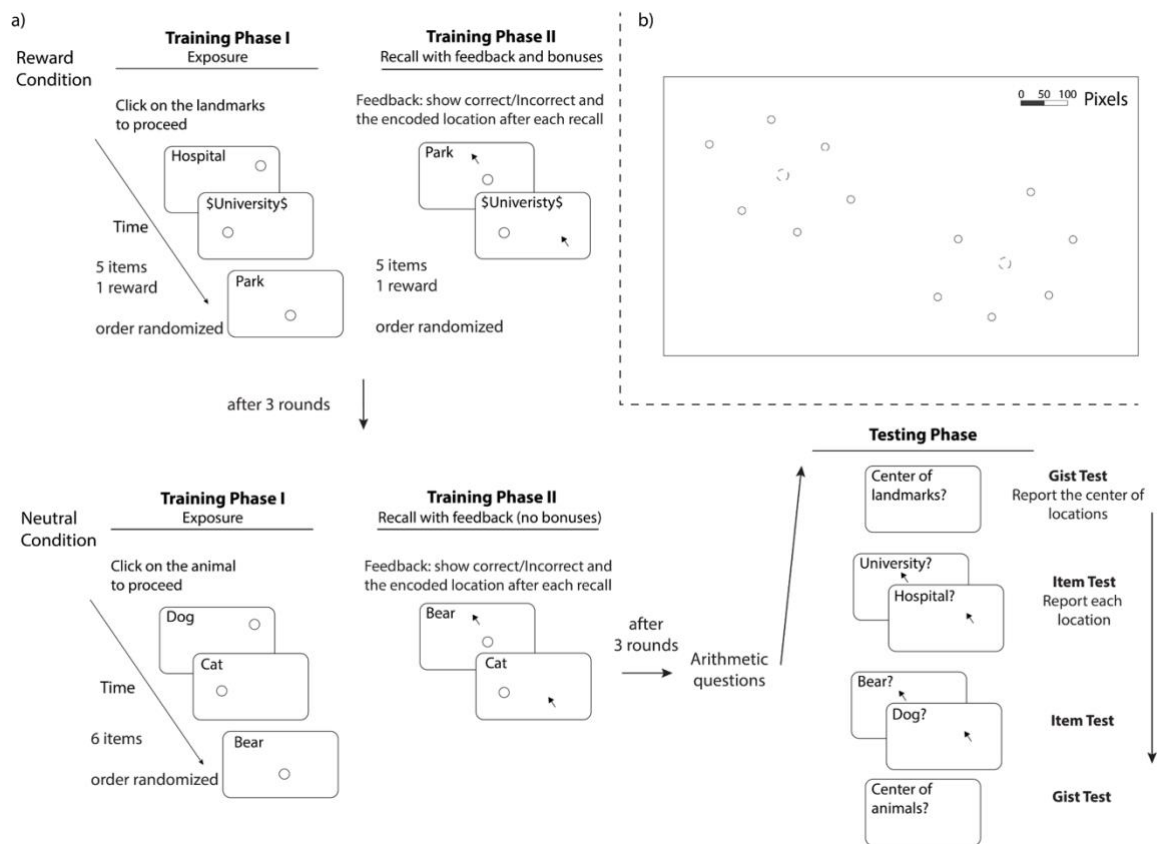 a)
Reward
Condition
Training Phase I
Exposure
Click on the landmarks
to proceed
Hospital
$University$
Park
Time
5 items
1 reward
order randomized
Training Phase II
Recall with feedback and bonuses
Feedback: show correct/Incorrect and
the encoded location after each recall
Park
$Univeristy$
5 items
1 reward
order randomized
after 3 rounds
b)
0 50 100 Pixels
Neutral
Condition
Training Phase I
Exposure
Click on the animal
to proceed
Dog
Cat
Bear
Time
6 items
order randomized
Training Phase II
Recall with feedback (no bonuses)
Feedback: show correct/Incorrect and
the encoded location after each recall
Bear
Cat
after
3 rounds
Arithmetic
questions
Testing Phase
Center of
landmarks?
Gist Test
Report the center of
locations
University?
Hospital?
Item Test
Report each
location
Bear?
Dog?
Item Test
Center of
animals?
Gist Test